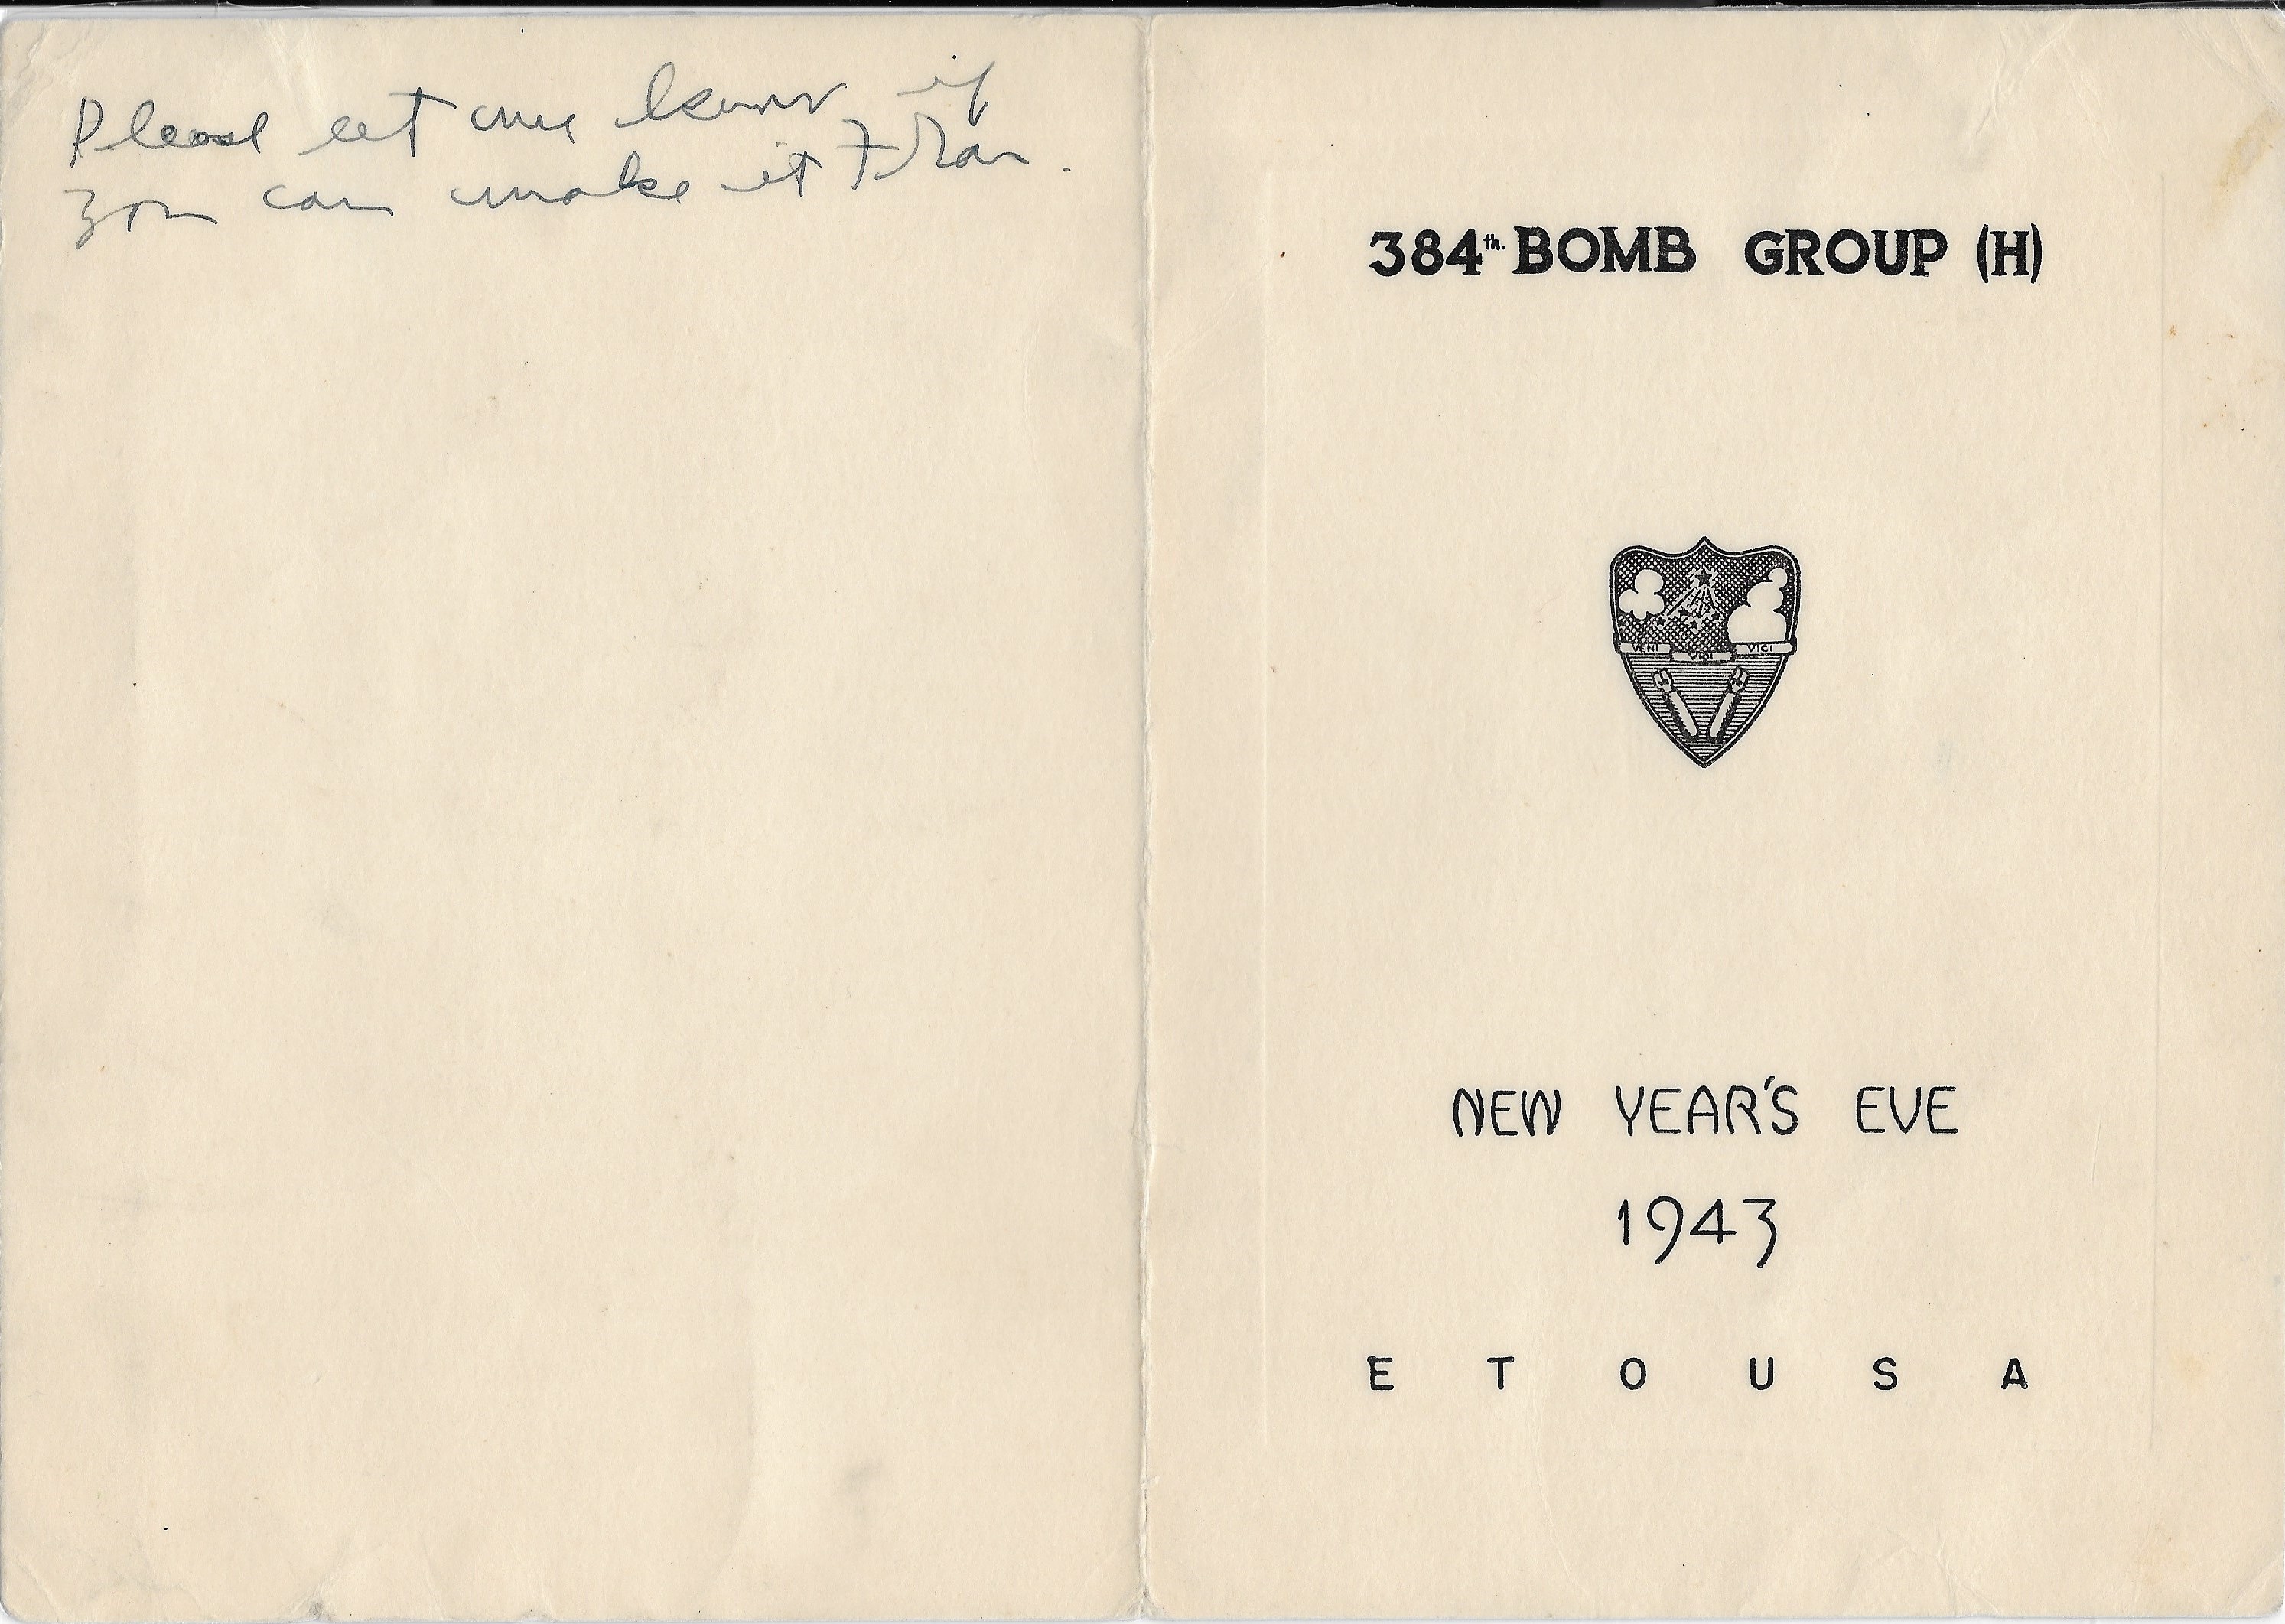 Please let me know if
you can make it Fran.
384th. BOMB GROUP (H)
VENI VIDI VICI
NEW YEAR'S EVE
1943
E T O U S A